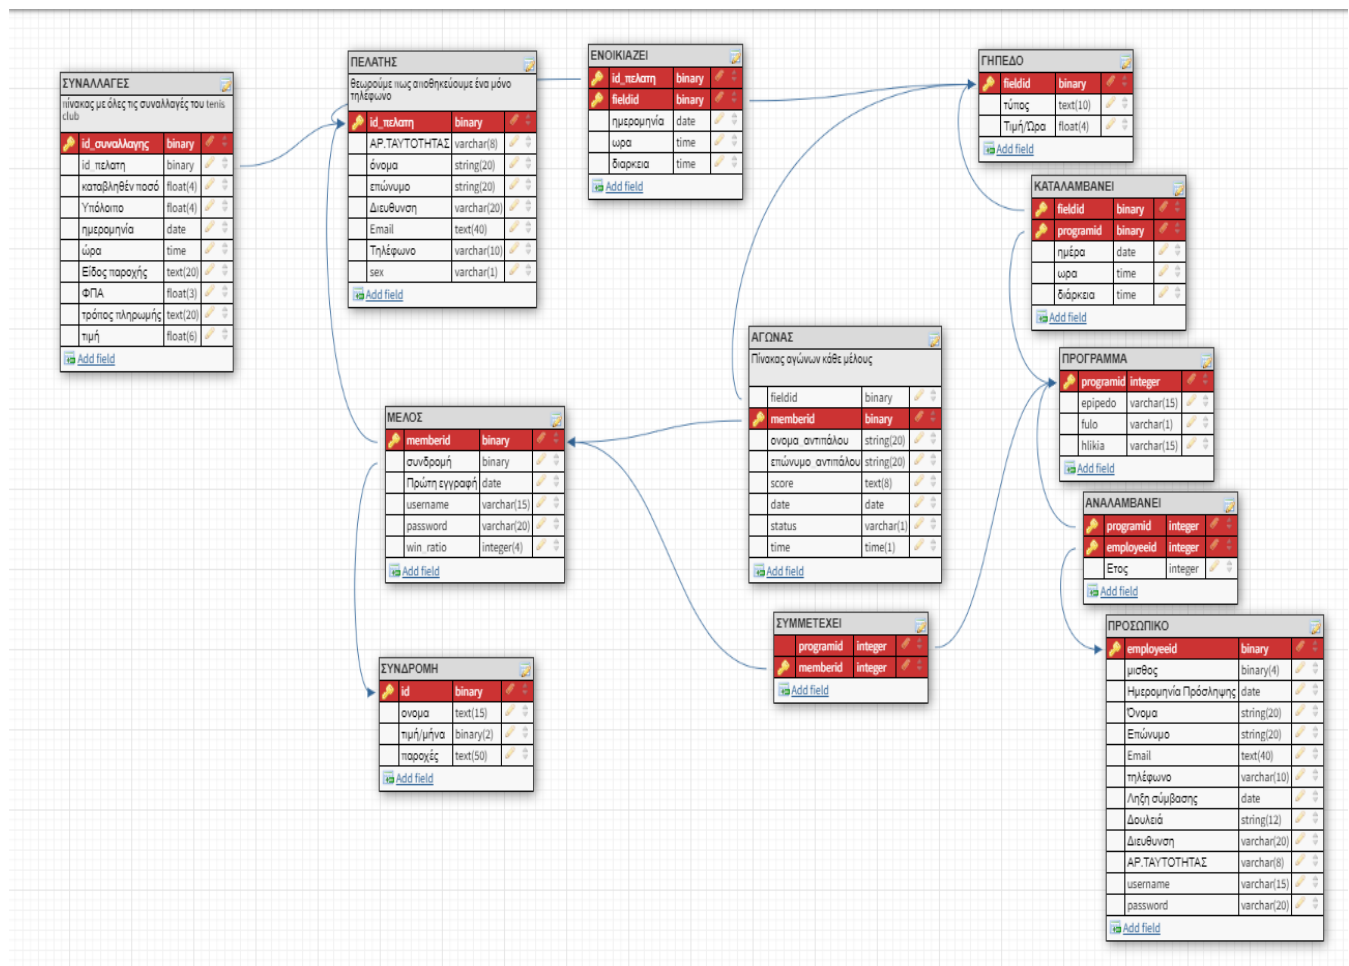 ΣΥΝΑΛΛΑΓΕΣ
πίνακας με όλες τις συναλλαγές του tenis
club
id_συναλλαγης binary
id_πελατη binary
καταβληθέν ποσό float(4)
Υπόλοιπο float(4)
ημερομηνία date
ώρα time
Είδος παροχής text(20)
ΦΠΑ float(3)
τρόπος πληρωμής text(20)
τιμή float(6)
Add field
ΠΕΛΑΤΗΣ
θεωρούμε πως αποθηκεύουμε ένα μόνο
τηλέφωνο
id_πελατη binary
ΑΡ.ΤΑΥΤΟΤΗΤΑΣ varchar(8)
όνομα string(20)
επώνυμο string(20)
Διευθυνση varchar(20)
Email text(40)
Τηλέφωνο varchar(10)
sex varchar(1)
Add field
ΕΝΟΙΚΙΑΖΕΙ
id_πελατη binary
fieldid binary
ημερομηνία date
ωρα time
διαρκεια time
Add field
ΓΗΠΕΔΟ
fieldid binary
τύπος text(10)
Τιμή/Ώρα float(4)
Add field
ΚΑΤΑΛΑΜΒΑΝΕΙ
fieldid binary
programid binary
ημέρα date
ωρα time
διάρκεια time
Add field
ΑΓΩΝΑΣ
Πίνακας αγώνων κάθε μέλους
fieldid binary
memberid binary
ονομα_αντιπάλου string(20)
επώνυμο_αντιπάλου string(20)
score text(8)
date date
status varchar(1)
time time(1)
Add field
ΠΡΟΓΡΑΜΜΑ
programid integer
epipedo varchar(15)
fulo varchar(1)
hlikia varchar(15)
Add field
ΜΕΛΟΣ
memberid binary
συνδρομή binary
Πρώτη εγγραφή date
username varchar(15)
password varchar(20)
win_ratio integer(4)
Add field
ΑΝΑΛΑΜΒΑΝΕΙ
programid integer
employeeid integer
Ετος integer
Add field
ΣΥΜΜΕΤΕΧΕΙ
programid integer
memberid integer
Add field
ΠΡΟΣΩΠΙΚΟ
employeeid binary
μισθος binary(4)
Ημερομηνία Πρόσληψης date
Όνομα string(20)
Επώνυμο string(20)
Email text(40)
τηλέφωνο varchar(10)
Ληξη σύμβασης date
Δουλειά string(12)
Διευθυνση varchar(20)
ΑΡ.ΤΑΥΤΟΤΗΤΑΣ varchar(8)
username varchar(15)
password varchar(20)
Add field
ΣΥΝΔΡΟΜΗ
id binary
ονομα text(15)
τιμή/μήνα binary(2)
παροχές text(50)
Add field